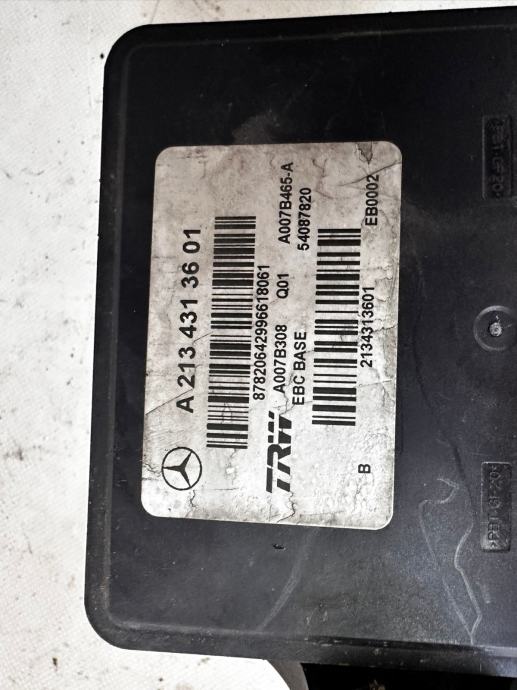 A 213 431 36 01
87820642996618061
TRW A007B308 Q01 A007B465-A
EBC BASE 54087820
B 2134313601 EB0002